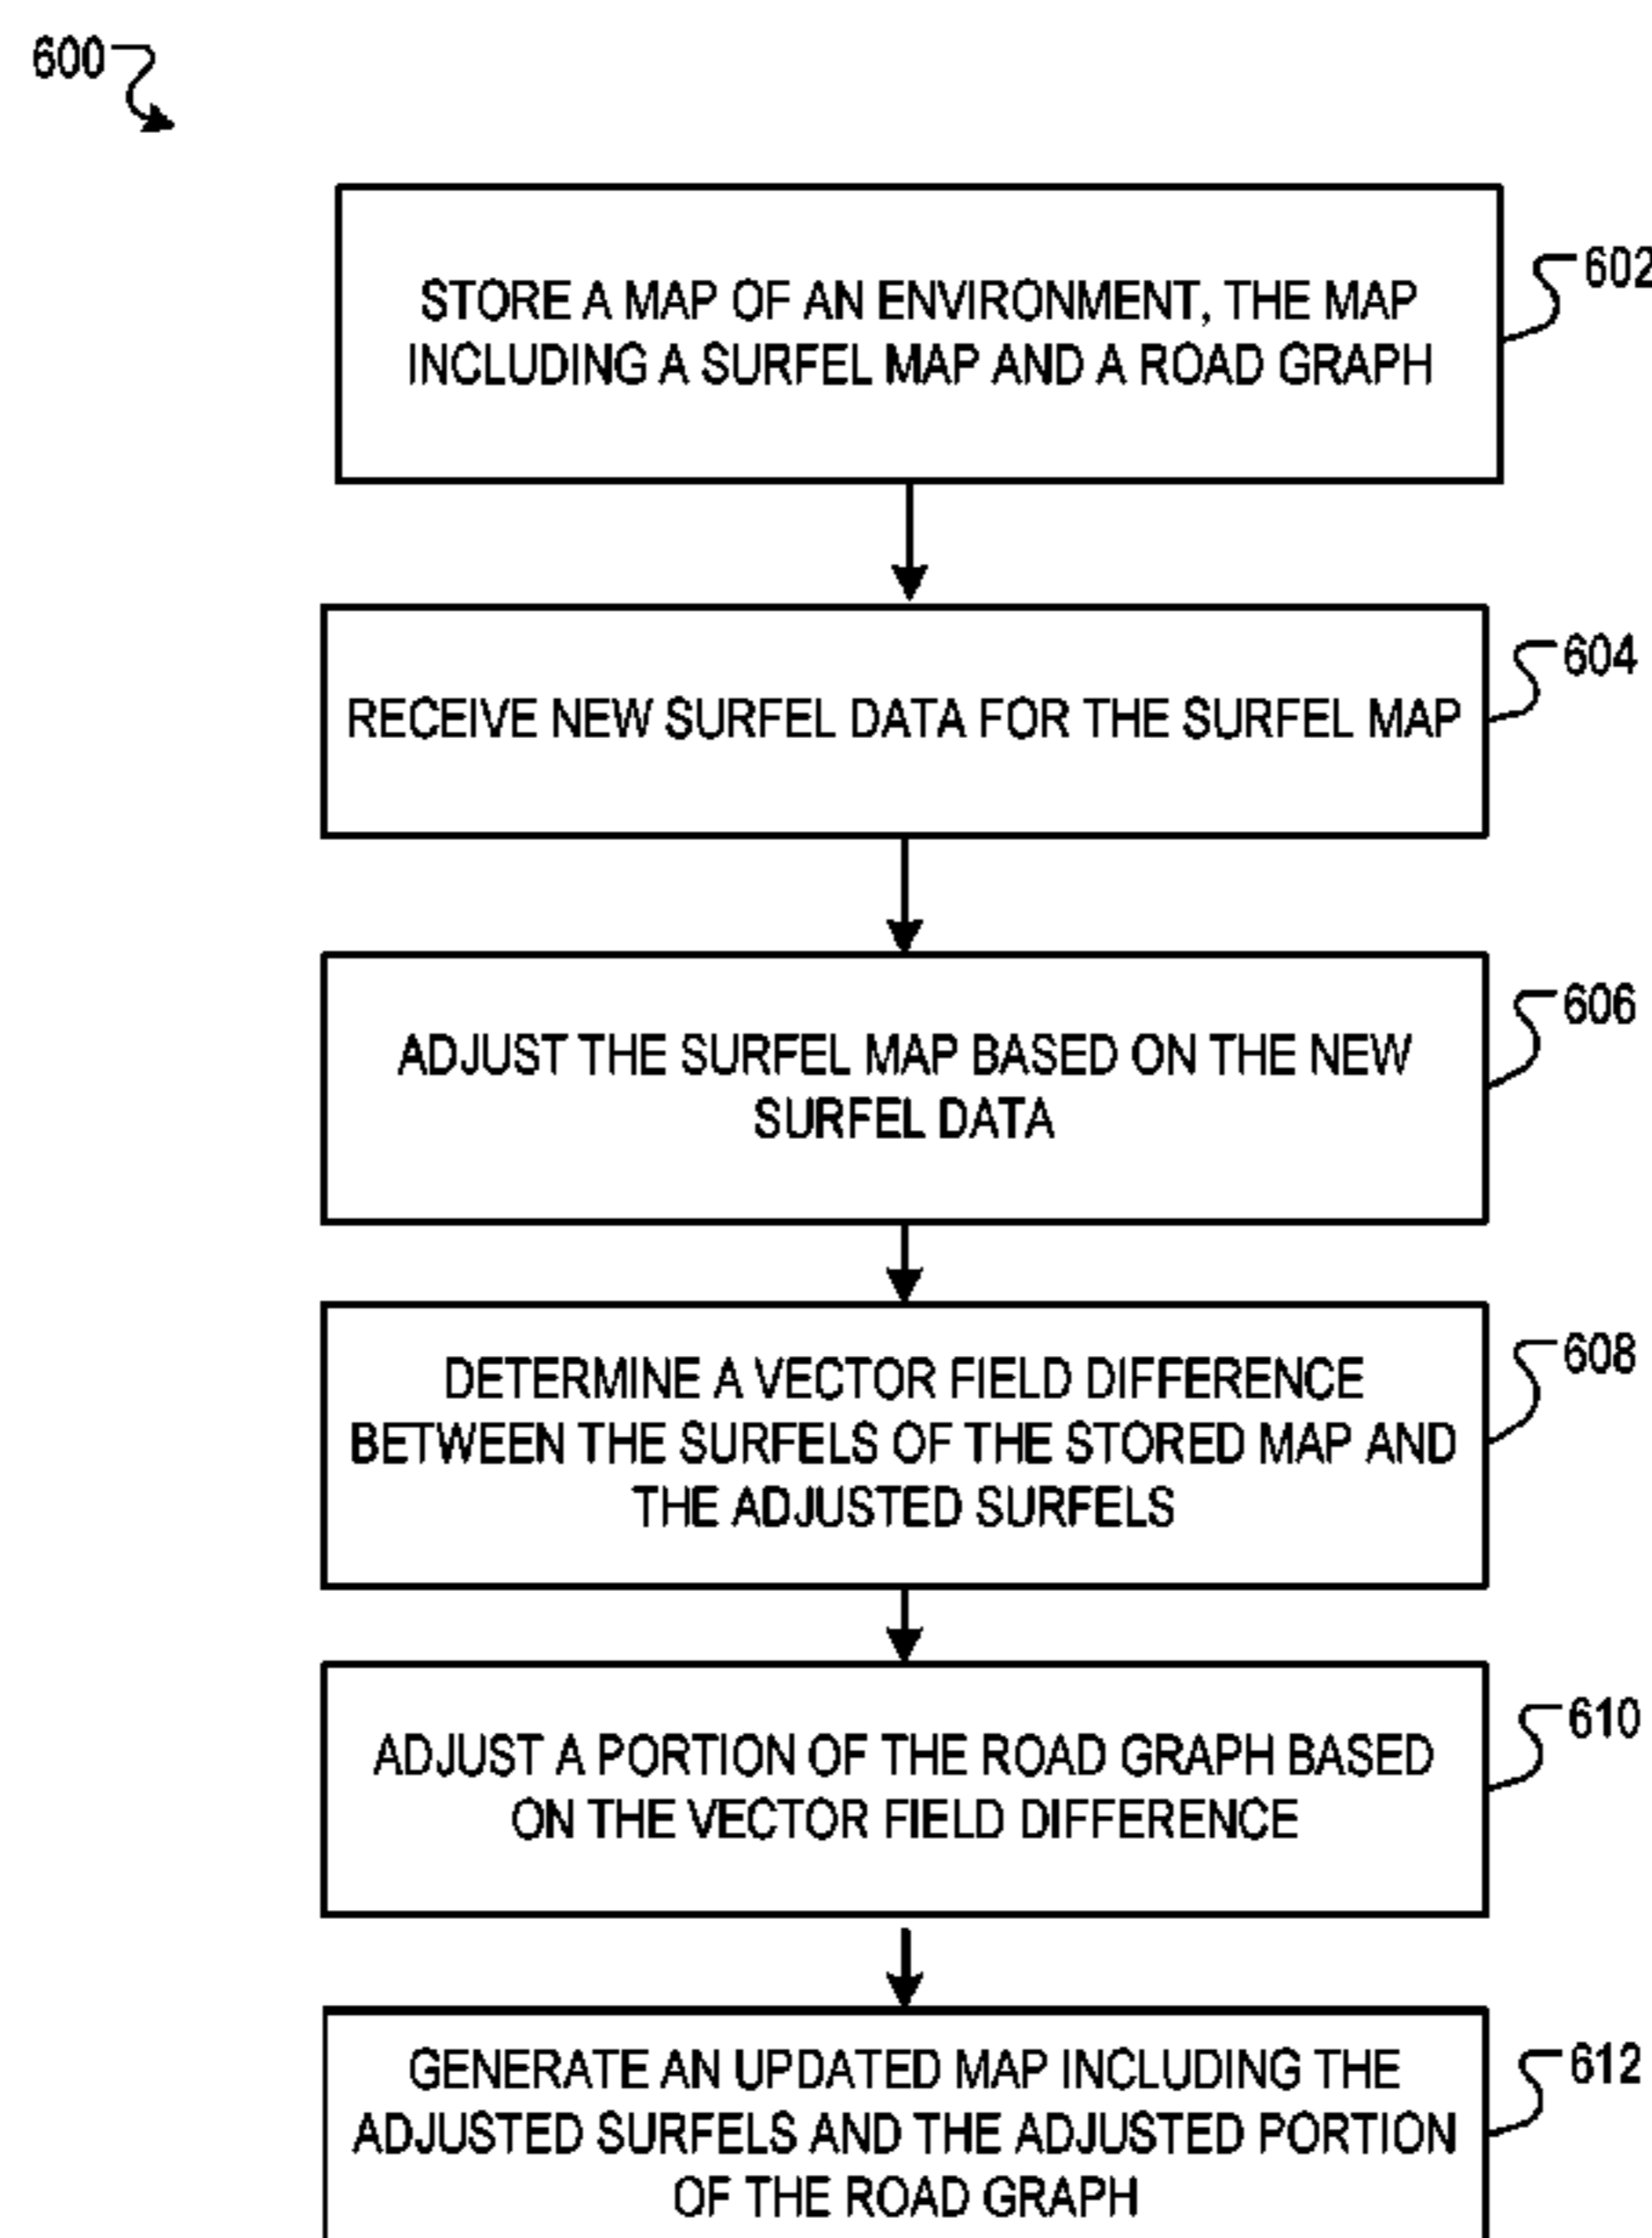 600
STORE A MAP OF AN ENVIRONMENT, THE MAP
INCLUDING A SURFEL MAP AND A ROAD GRAPH
602
RECEIVE NEW SURFEL DATA FOR THE SURFEL MAP
604
ADJUST THE SURFEL MAP BASED ON THE NEW
SURFEL DATA
606
DETERMINE A VECTOR FIELD DIFFERENCE
BETWEEN THE SURFELS OF THE STORED MAP AND
THE ADJUSTED SURFELS
608
ADJUST A PORTION OF THE ROAD GRAPH BASED
ON THE VECTOR FIELD DIFFERENCE
610
GENERATE AN UPDATED MAP INCLUDING THE
ADJUSTED SURFELS AND THE ADJUSTED PORTION
OF THE ROAD GRAPH
612